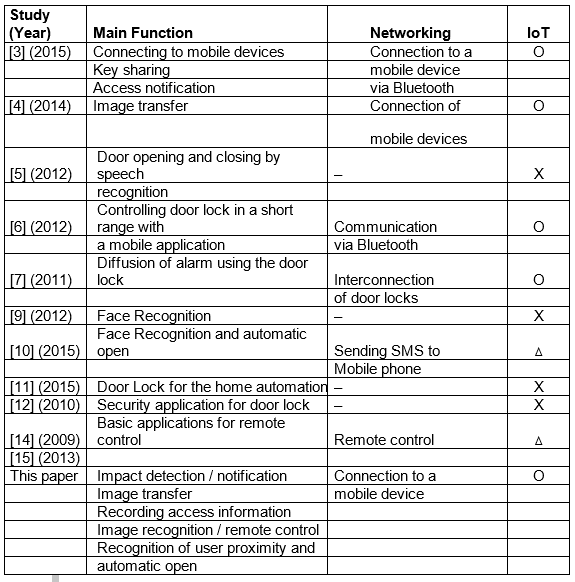 Study
(Year) Main Function Networking IoT
[3] (2015) Connecting to mobile devices Connection to a O
Key sharing mobile device
Access notification via Bluetooth
[4] (2014) Image transfer Connection of O
mobile devices
Door opening and closing by
[5] (2012) speech – X
recognition
Controlling door lock in a short
[6] (2012) range with Communication O
a mobile application via Bluetooth
Diffusion of alarm using the door
[7] (2011) lock Interconnection O
of door locks
[9] (2012) Face Recognition – X
Face Recognition and automatic
[10] (2015) open Sending SMS to Δ
Mobile phone
[11] (2015) Door Lock for the home automation – X
[12] (2010) Security application for door lock – X
Basic applications for remote
[14] (2009) control Remote control Δ
[15] (2013)
This paper Impact detection / notification Connection to a O
Image transfer mobile device
Recording access information
Image recognition / remote control
Recognition of user proximity and
automatic open